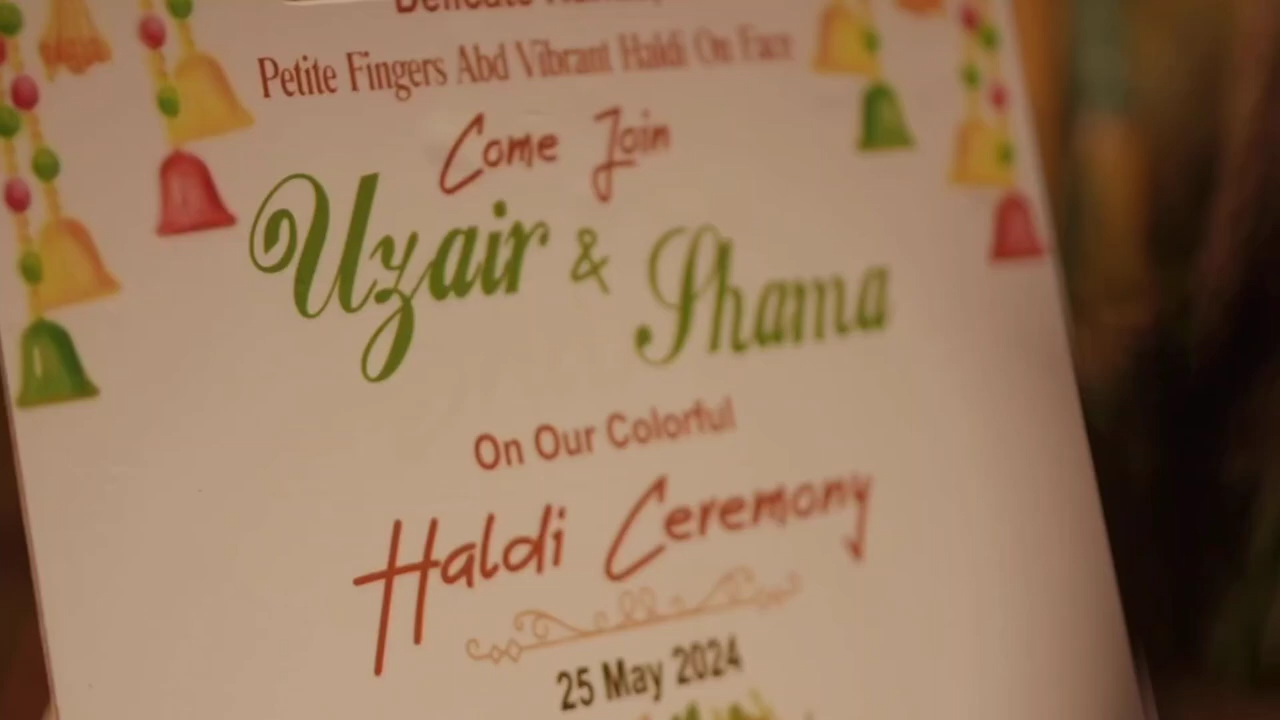 Delicate
Petite Fingers Abd Vibrant Haldi On Face
Come Join
Uzair & Shama
On Our Colorful
Haldi Ceremony
25 May 2024